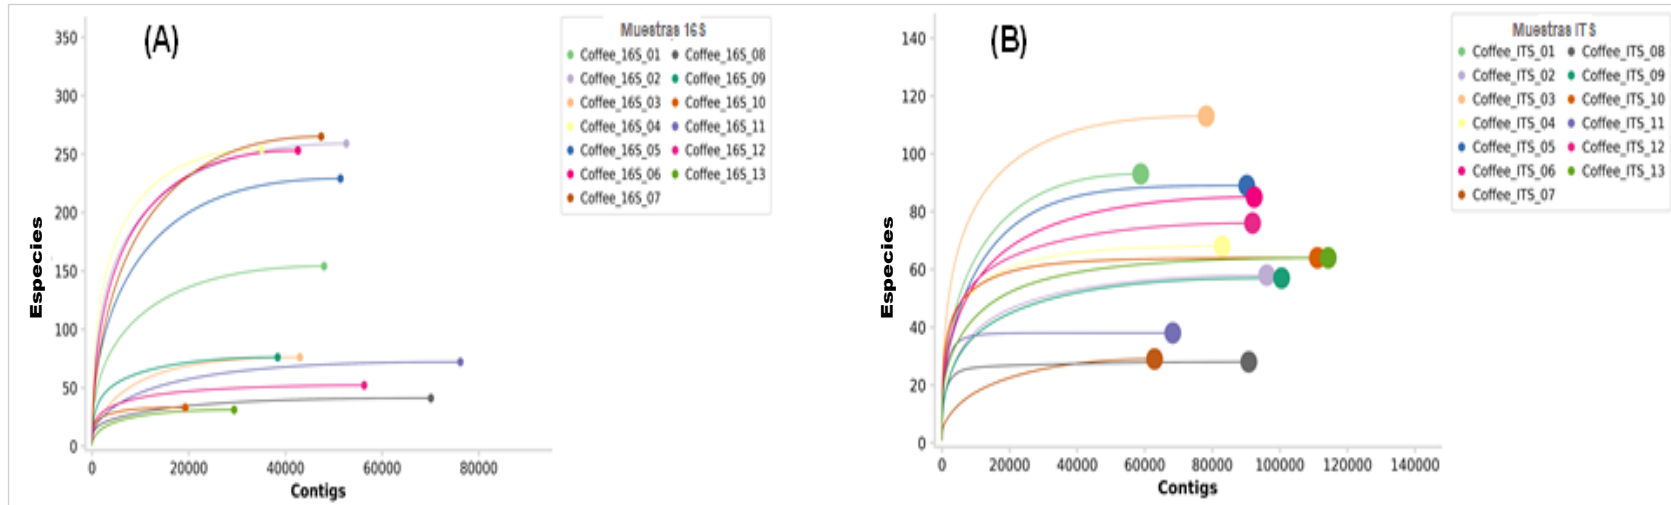 (A)
Muestras 16S
Coffee_16S_01 Coffee_16S_08
Coffee_16S_02 Coffee_16S_09
Coffee_16S_03 Coffee_16S_10
Coffee_16S_04 Coffee_16S_11
Coffee_16S_05 Coffee_16S_12
Coffee_16S_06 Coffee_16S_13
Coffee_16S_07
350
300
250
200
150
100
50
0
Especies
0 20000 40000 60000 80000
Contigs
(B)
Muestras ITS
Coffee_ITS_01 Coffee_ITS_08
Coffee_ITS_02 Coffee_ITS_09
Coffee_ITS_03 Coffee_ITS_10
Coffee_ITS_04 Coffee_ITS_11
Coffee_ITS_05 Coffee_ITS_12
Coffee_ITS_06 Coffee_ITS_13
Coffee_ITS_07
140
120
100
80
60
40
20
0
Especies
0 20000 40000 60000 80000 100000 120000 140000
Contigs